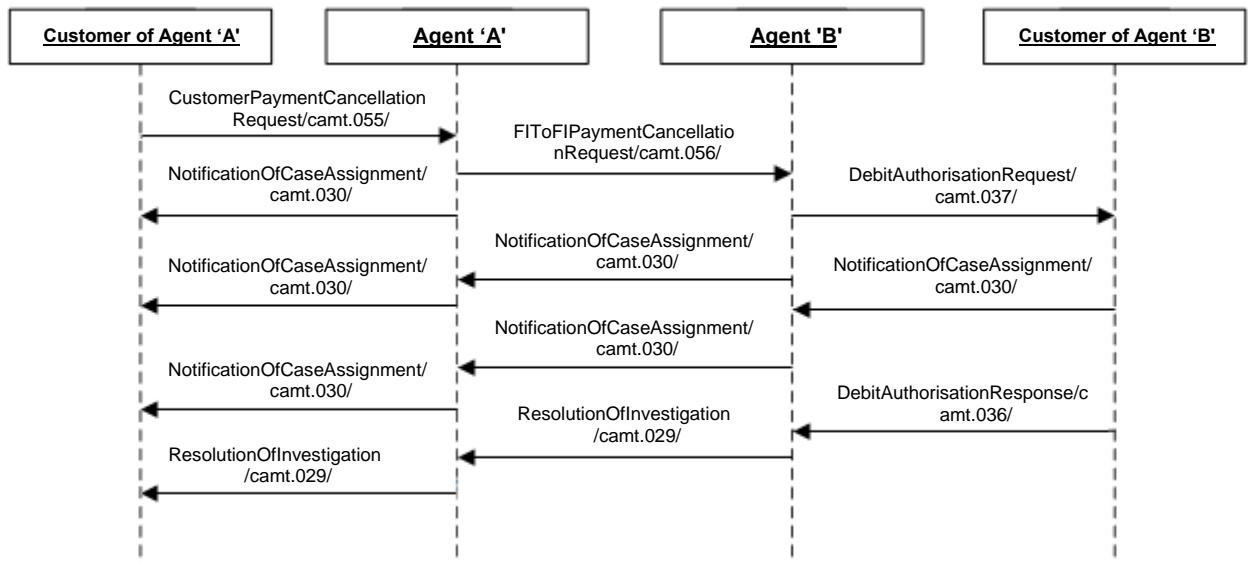 Customer of Agent ‘A'
Agent ‘A'
Agent 'B'
Customer of Agent ‘B'
CustomerPaymentCancellation
Request/camt.055/
FIToFIPaymentCancellatio
nRequest/camt.056/
NotificationOfCaseAssignment/
camt.030/
DebitAuthorisationRequest/
camt.037/
NotificationOfCaseAssignment/
camt.030/
NotificationOfCaseAssignment/
camt.030/
NotificationOfCaseAssignment/
camt.030/
NotificationOfCaseAssignment/
camt.030/
NotificationOfCaseAssignment/
camt.030/
DebitAuthorisationResponse/c
amt.036/
ResolutionOfInvestigation
/camt.029/
ResolutionOfInvestigation
/camt.029/